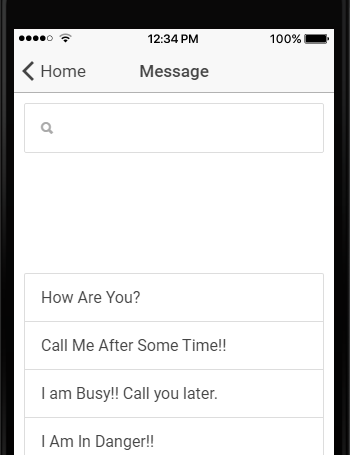 12:34 PM 100%
Home Message
How Are You?
Call Me After Some Time!!
I am Busy!! Call you later.
I Am In Danger!!